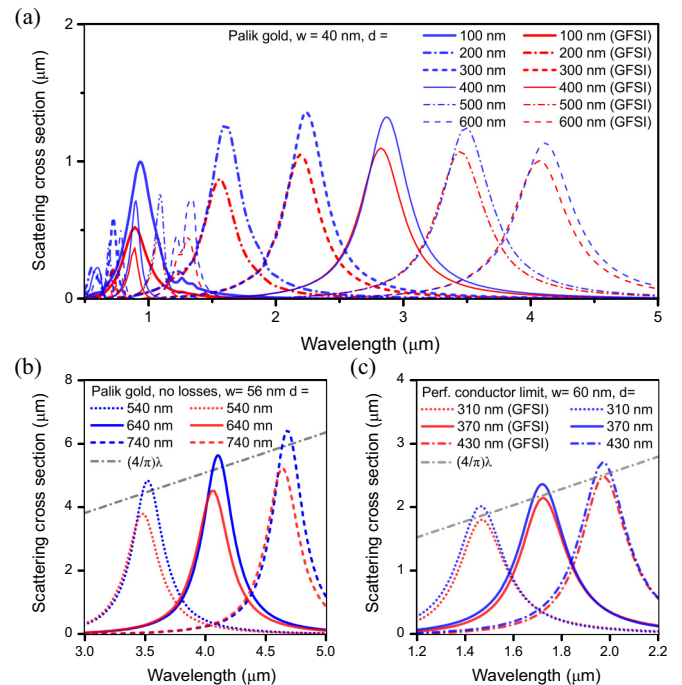 (a)
Palik gold, w = 40 nm, d =
100 nm 100 nm (GFSI)
200 nm 200 nm (GFSI)
300 nm 300 nm (GFSI)
400 nm 400 nm (GFSI)
500 nm 500 nm (GFSI)
600 nm 600 nm (GFSI)
2
1
0
Scattering cross section (μm)
1 2 3 4 5
Wavelength (μm)
(b)
Palik gold, no losses, w= 56 nm d =
540 nm 540 nm
640 nm 640 mn
740 nm 740 nm
(4/π)λ
8
6
4
2
0
Scattering cross section (μm)
3.0 3.5 4.0 4.5 5.0
Wavelength (μm)
(c)
Perf. conductor limit, w= 60 nm, d=
310 nm (GFSI) 310 nm
370 nm (GFSI) 370 nm
430 nm (GFSI) 430 nm
(4/π)λ
4
3
2
1
0
Scattering cross section (μm)
1.2 1.4 1.6 1.8 2.0 2.2
Wavelength (μm)